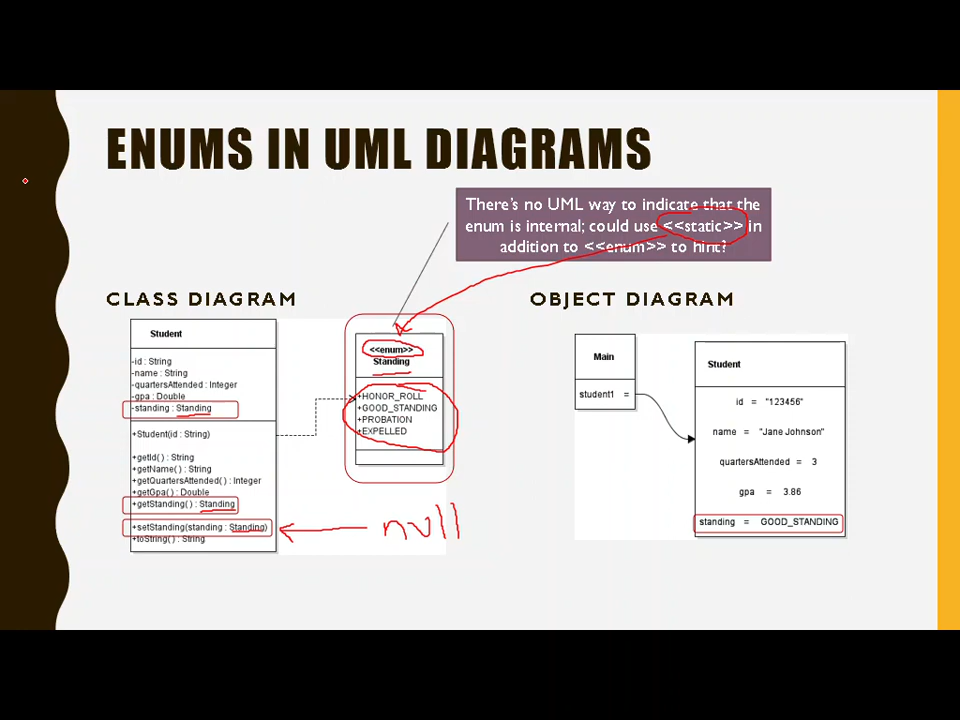 ENUMS IN UML DIAGRAMS
There's no UML way to indicate that the
enum is internal; could use <<static>> in
addition to <<enum>> to hint?
CLASS DIAGRAM
Student
-id : String
-name : String
-quartersAttended : Integer
-gpa : Double
-standing : Standing
+Student(id : String)
+getId() : String
+getName() : String
+getQuartersAttended() : Integer
+getGpa() : Double
+getStanding() : Standing
+setStanding(standing : Standing)
+toString() : String
<<enum>>
Standing
+HONOR_ROLL
+GOOD_STANDING
+PROBATION
+EXPELLED
null
OBJECT DIAGRAM
Main
student1 =
Student
id = "123456"
name = "Jane Johnson"
quartersAttended = 3
gpa = 3.86
standing = GOOD_STANDING